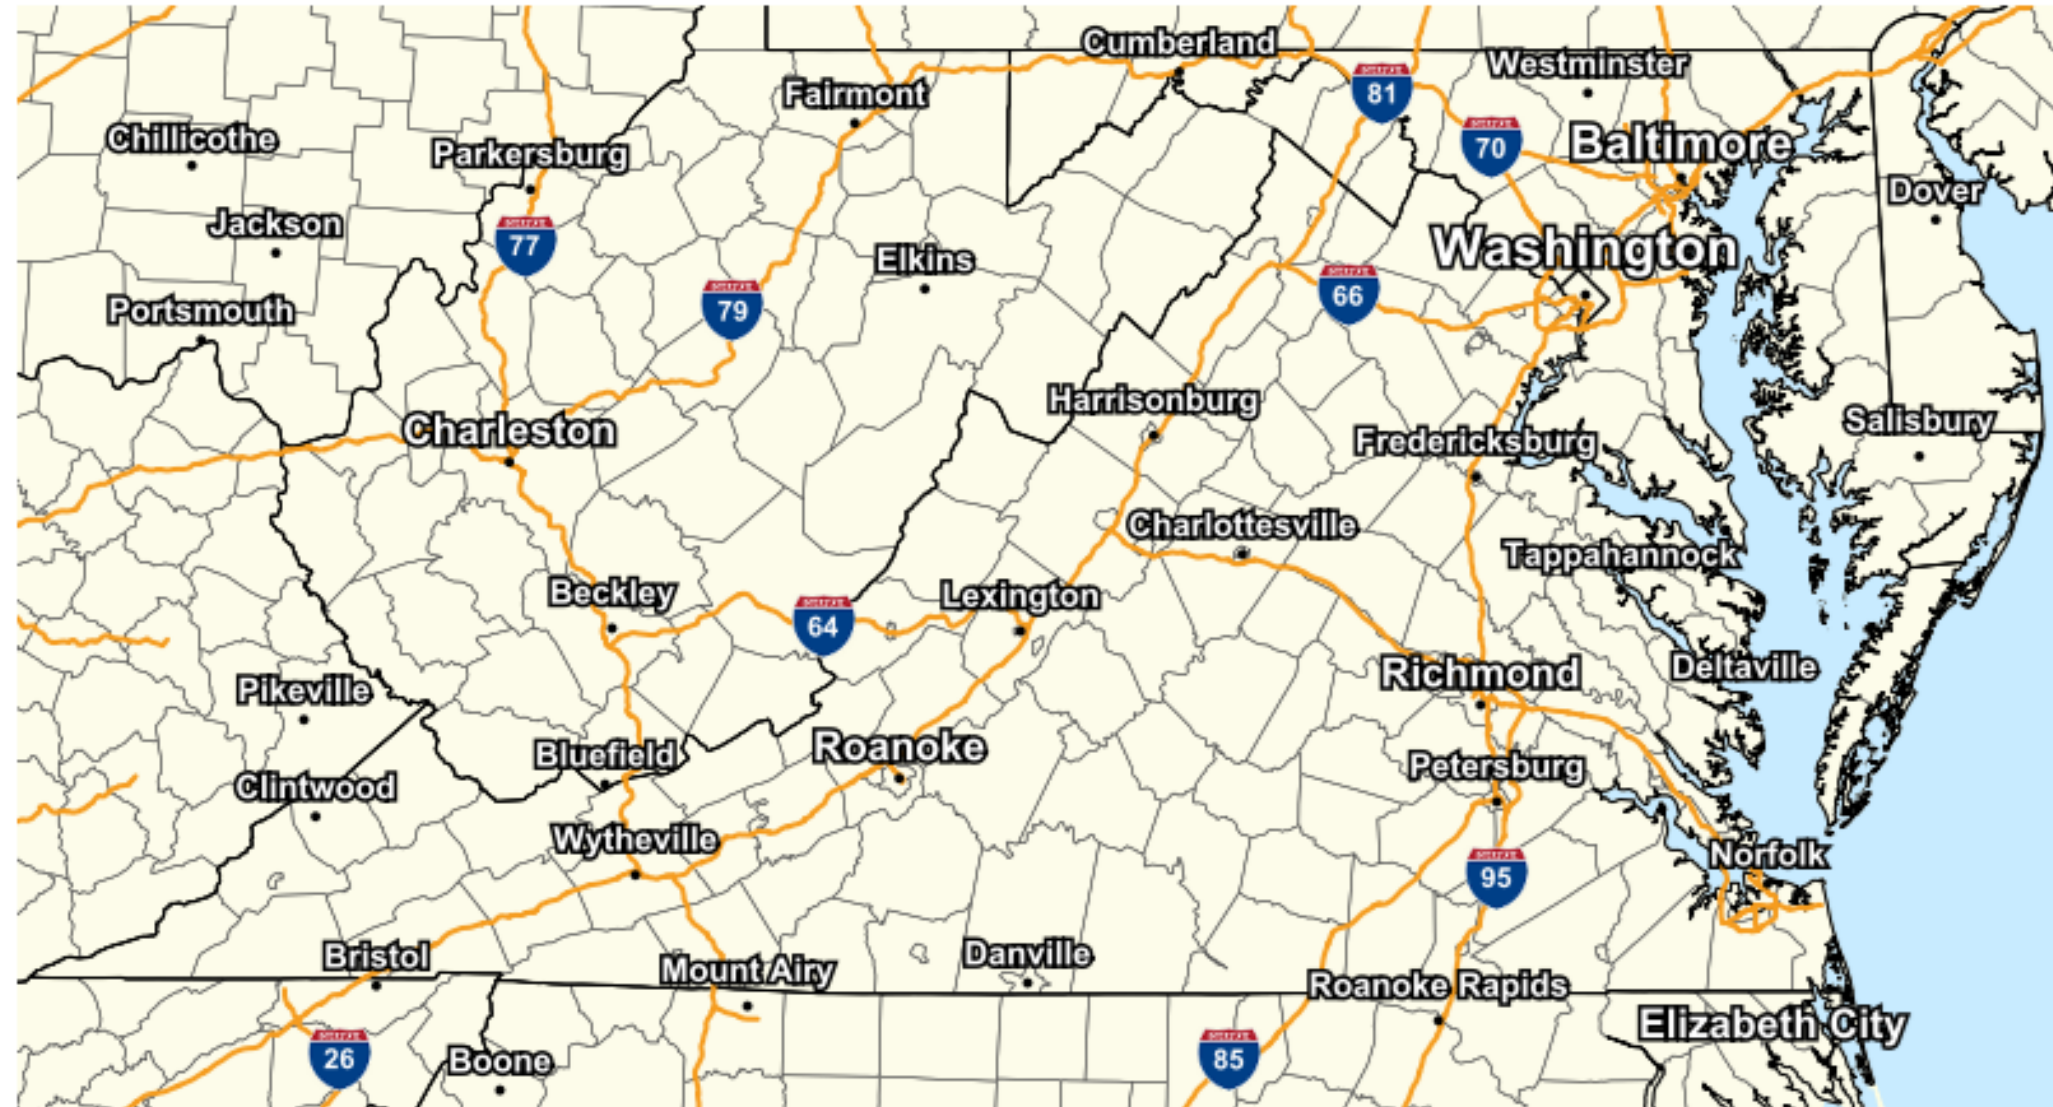 Cumberland
Westminster
Fairmont
81
Chillicothe
Parkersburg
70
Baltimore
Dover
Jackson
77
Washington
Elkins
66
79
Portsmouth
Harrisonburg
Charleston
Fredericksburg
Salisbury
Charlottesville
Tappahannock
Beckley
Lexington
64
Richmond
Deltaville
Pikeville
Bluefield
Roanoke
Petersburg
Clintwood
Wytheville
Norfolk
95
Bristol
Mount Airy
Danville
Roanoke Rapids
Elizabeth City
26
Boone
85